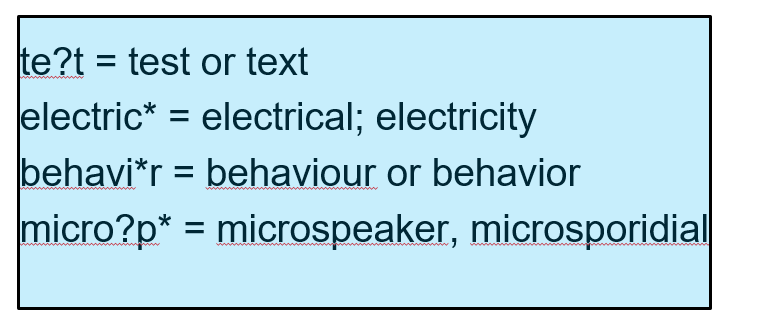 te?t = test or text
electric* = electrical; electricity
behavi*r = behaviour or behavior
micro?p* = microspeaker, microsporidial